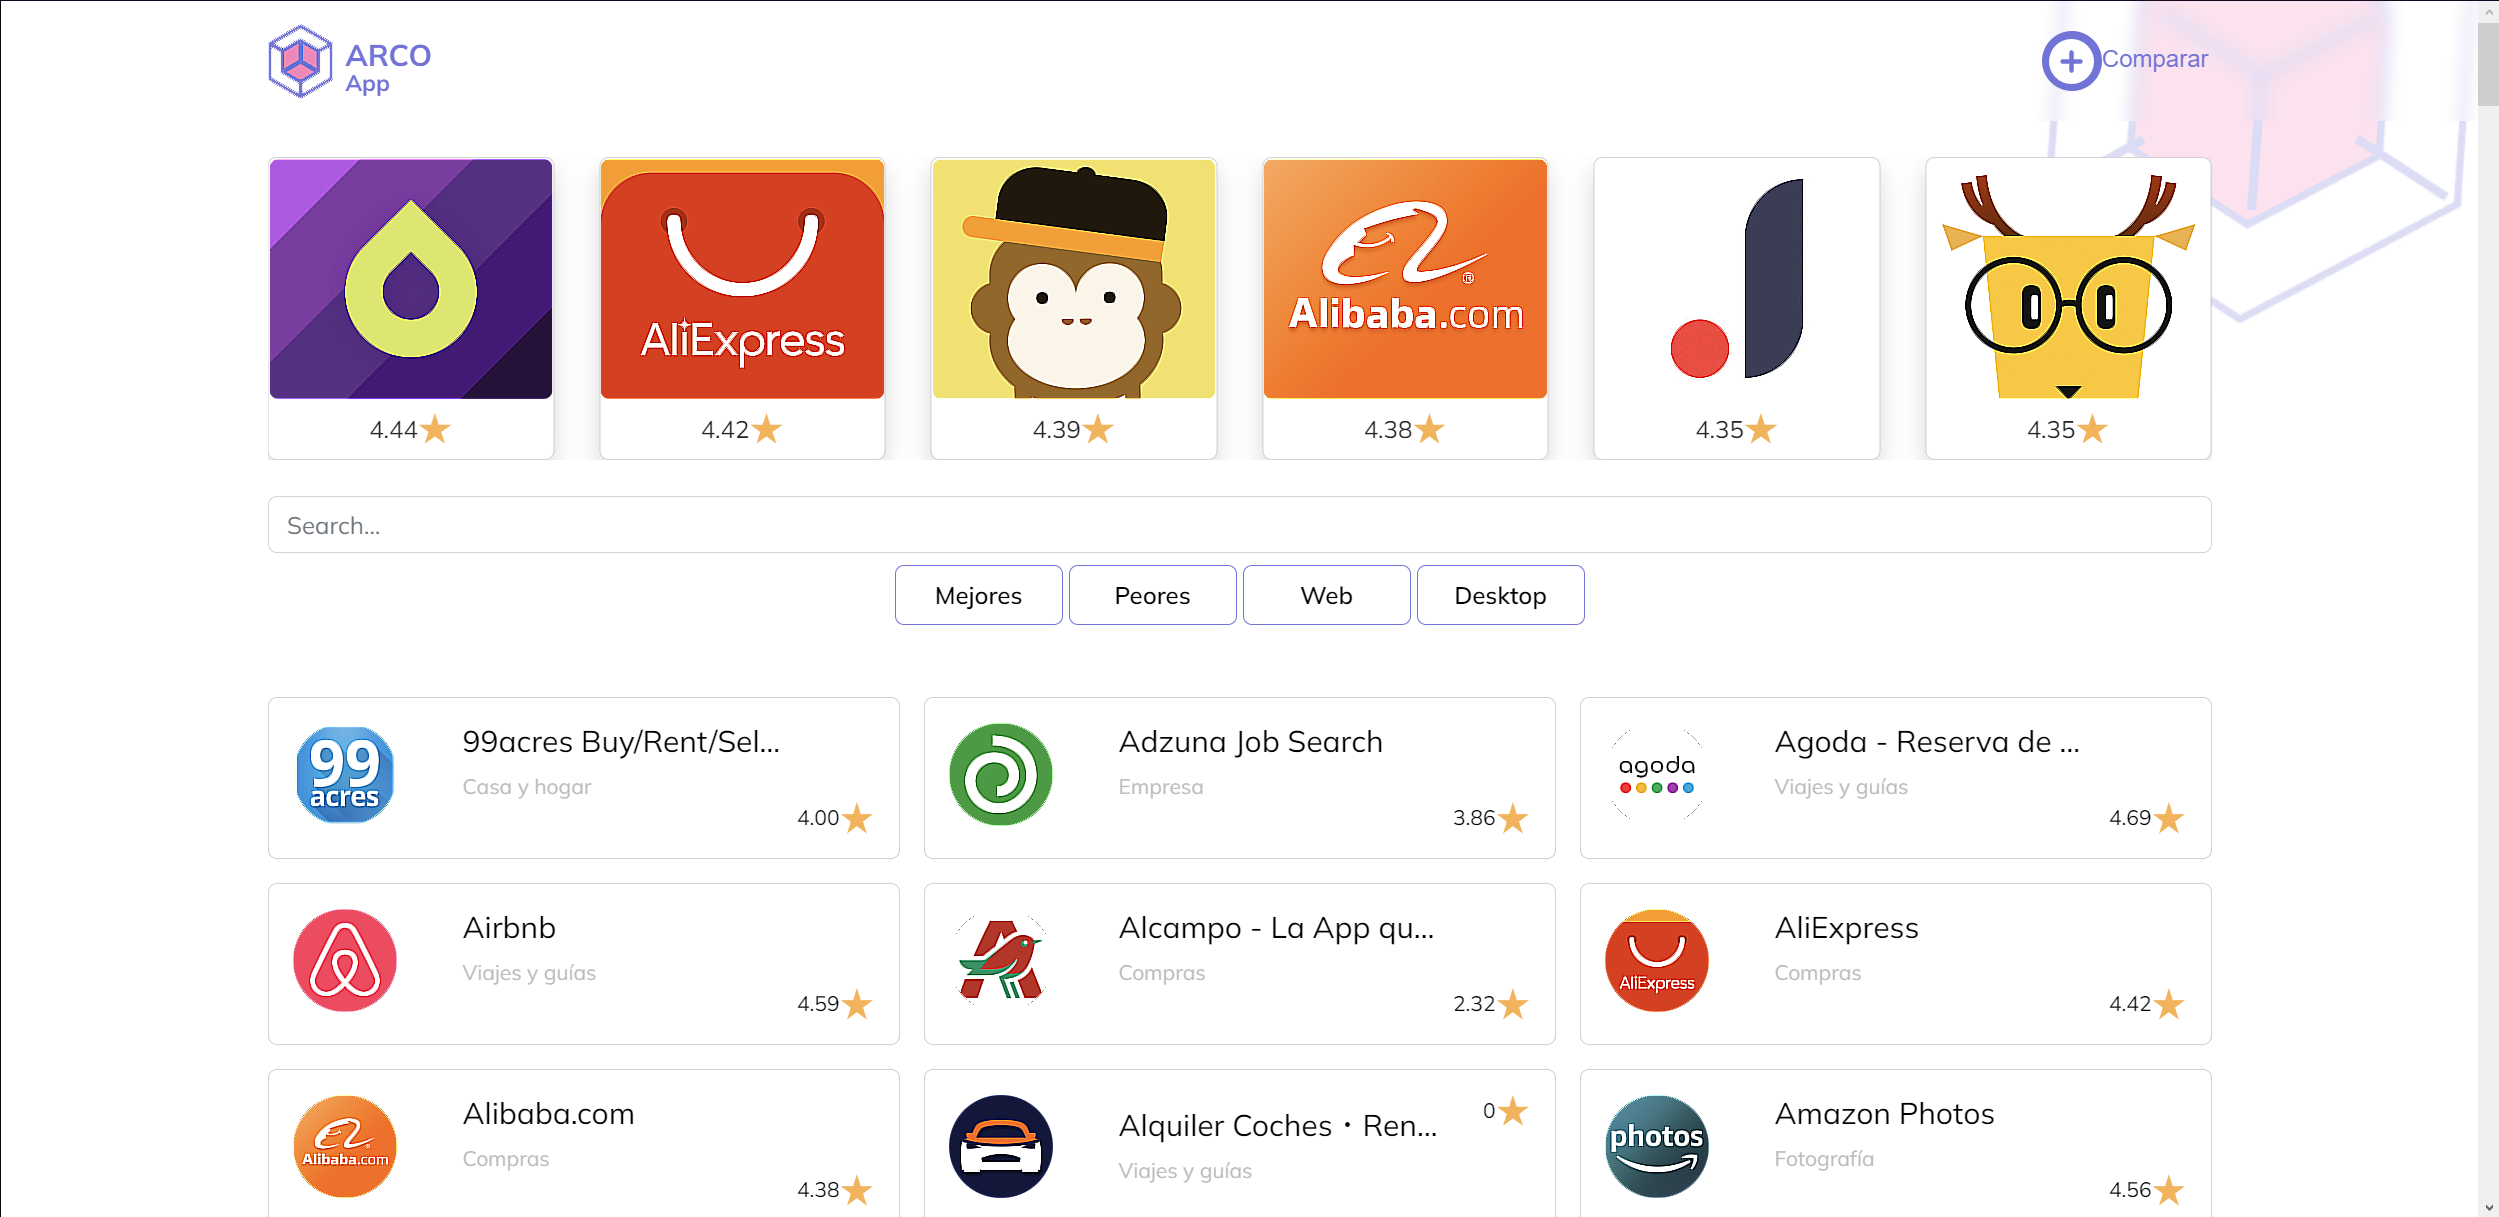 ARCO
App
Comparar
AliExpress
Alibaba.com
4.44
4.42
4.39
4.38
4.35
4.35
Search...
Mejores
Peores
Web
Desktop
99
acres
99acres Buy/Rent/Sel...
Casa y hogar
4.00
Adzuna Job Search
Empresa
3.86
agoda
Agoda - Reserva de ...
Viajes y guías
4.69
Airbnb
Viajes y guías
4.59
Alcampo - La App qu...
Compras
2.32
AliExpress
AliExpress
Compras
4.42
Alibaba.com
Alibaba.com
Compras
4.38
Alquiler Coches・Ren...
Viajes y guías
0
photos
Amazon Photos
Fotografía
4.56